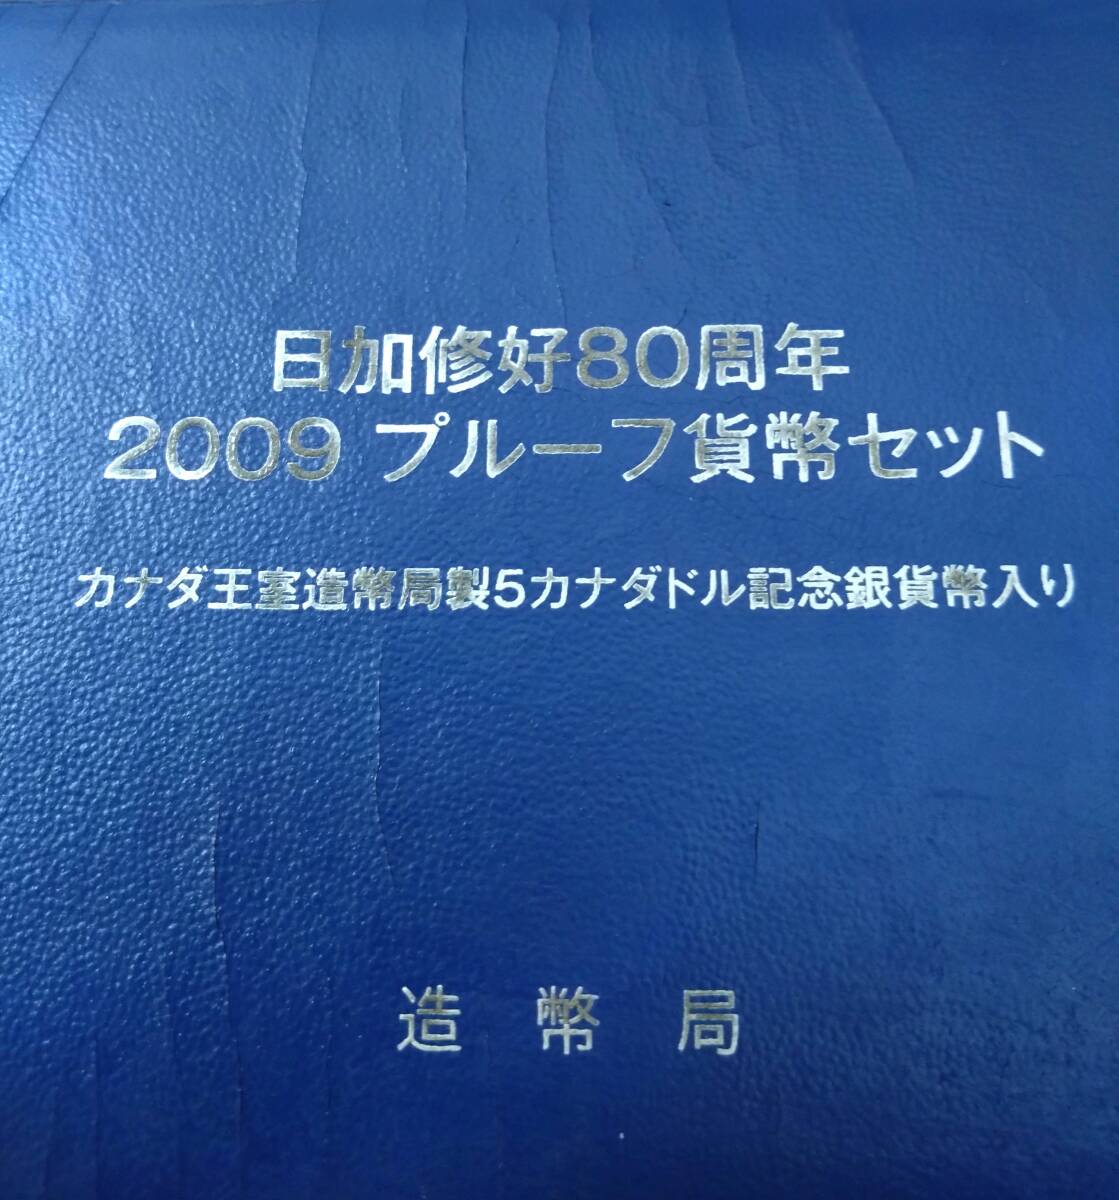 日加修好80周年
2009 プルーフ貨幣セット
カナダ王室造幣局製5カナダドル記念銀貨幣入り
造幣局